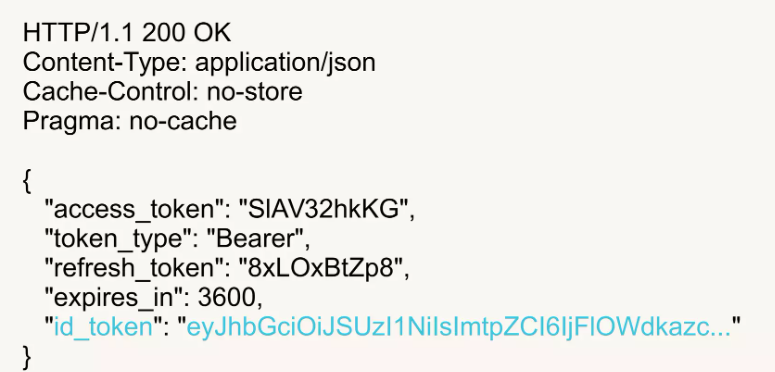 HTTP/1.1 200 OK
Content-Type: application/json
Cache-Control: no-store
Pragma: no-cache
{
"access_token": "SlAV32hkKG",
"token_type": "Bearer",
"refresh_token": "8xLOxBtZp8",
"expires_in": 3600,
"id_token": "eyJhbGciOiJSUzI1NiIsImtpZCI6IjFlOWdkazc..."
}